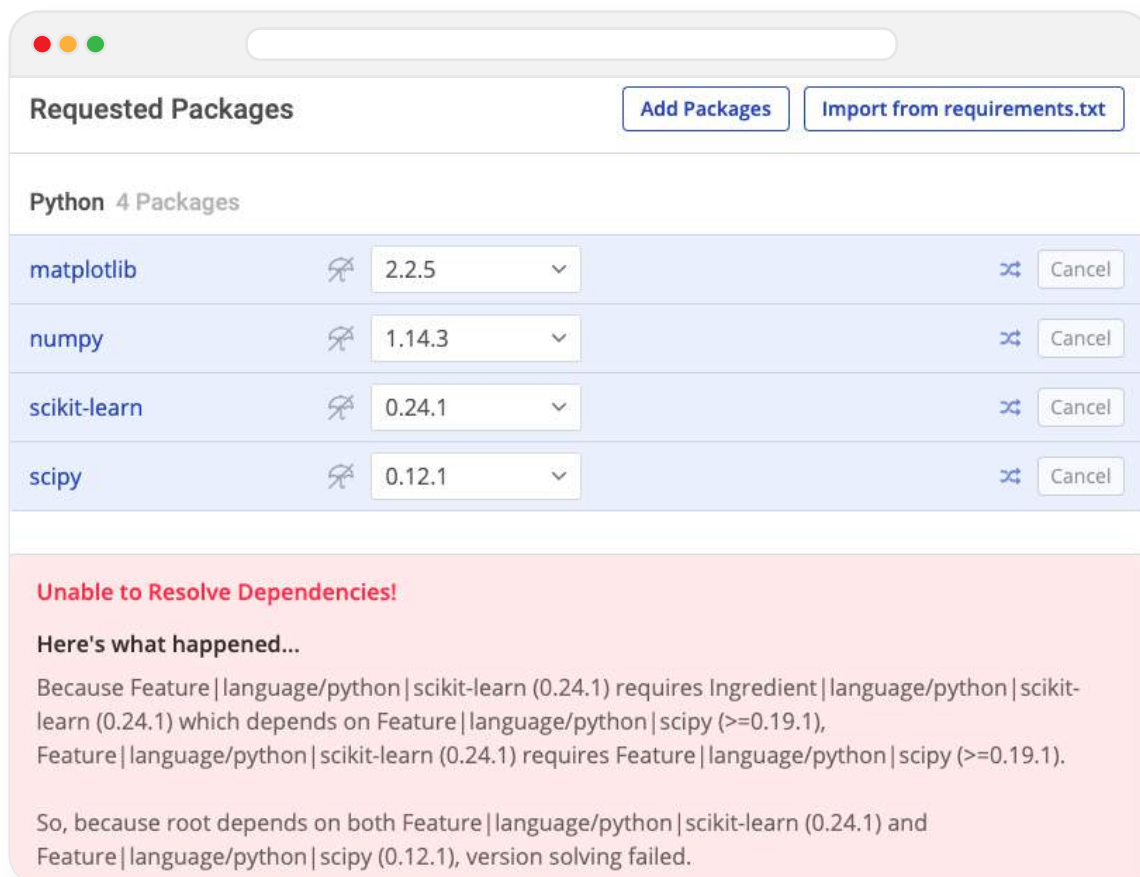 Requested Packages
Add Packages
Import from requirements.txt
Python 4 Packages
matplotlib 2.2.5 Cancel
numpy 1.14.3 Cancel
scikit-learn 0.24.1 Cancel
scipy 0.12.1 Cancel
Unable to Resolve Dependencies!
Here's what happened...
Because Feature|language/python|scikit-learn (0.24.1) requires Ingredient|language/python|scikit-
learn (0.24.1) which depends on Feature|language/python|scipy (>=0.19.1),
Feature|language/python|scikit-learn (0.24.1) requires Feature|language/python|scipy (>=0.19.1).
So, because root depends on both Feature|language/python|scikit-learn (0.24.1) and
Feature|language/python|scipy (0.12.1), version solving failed.